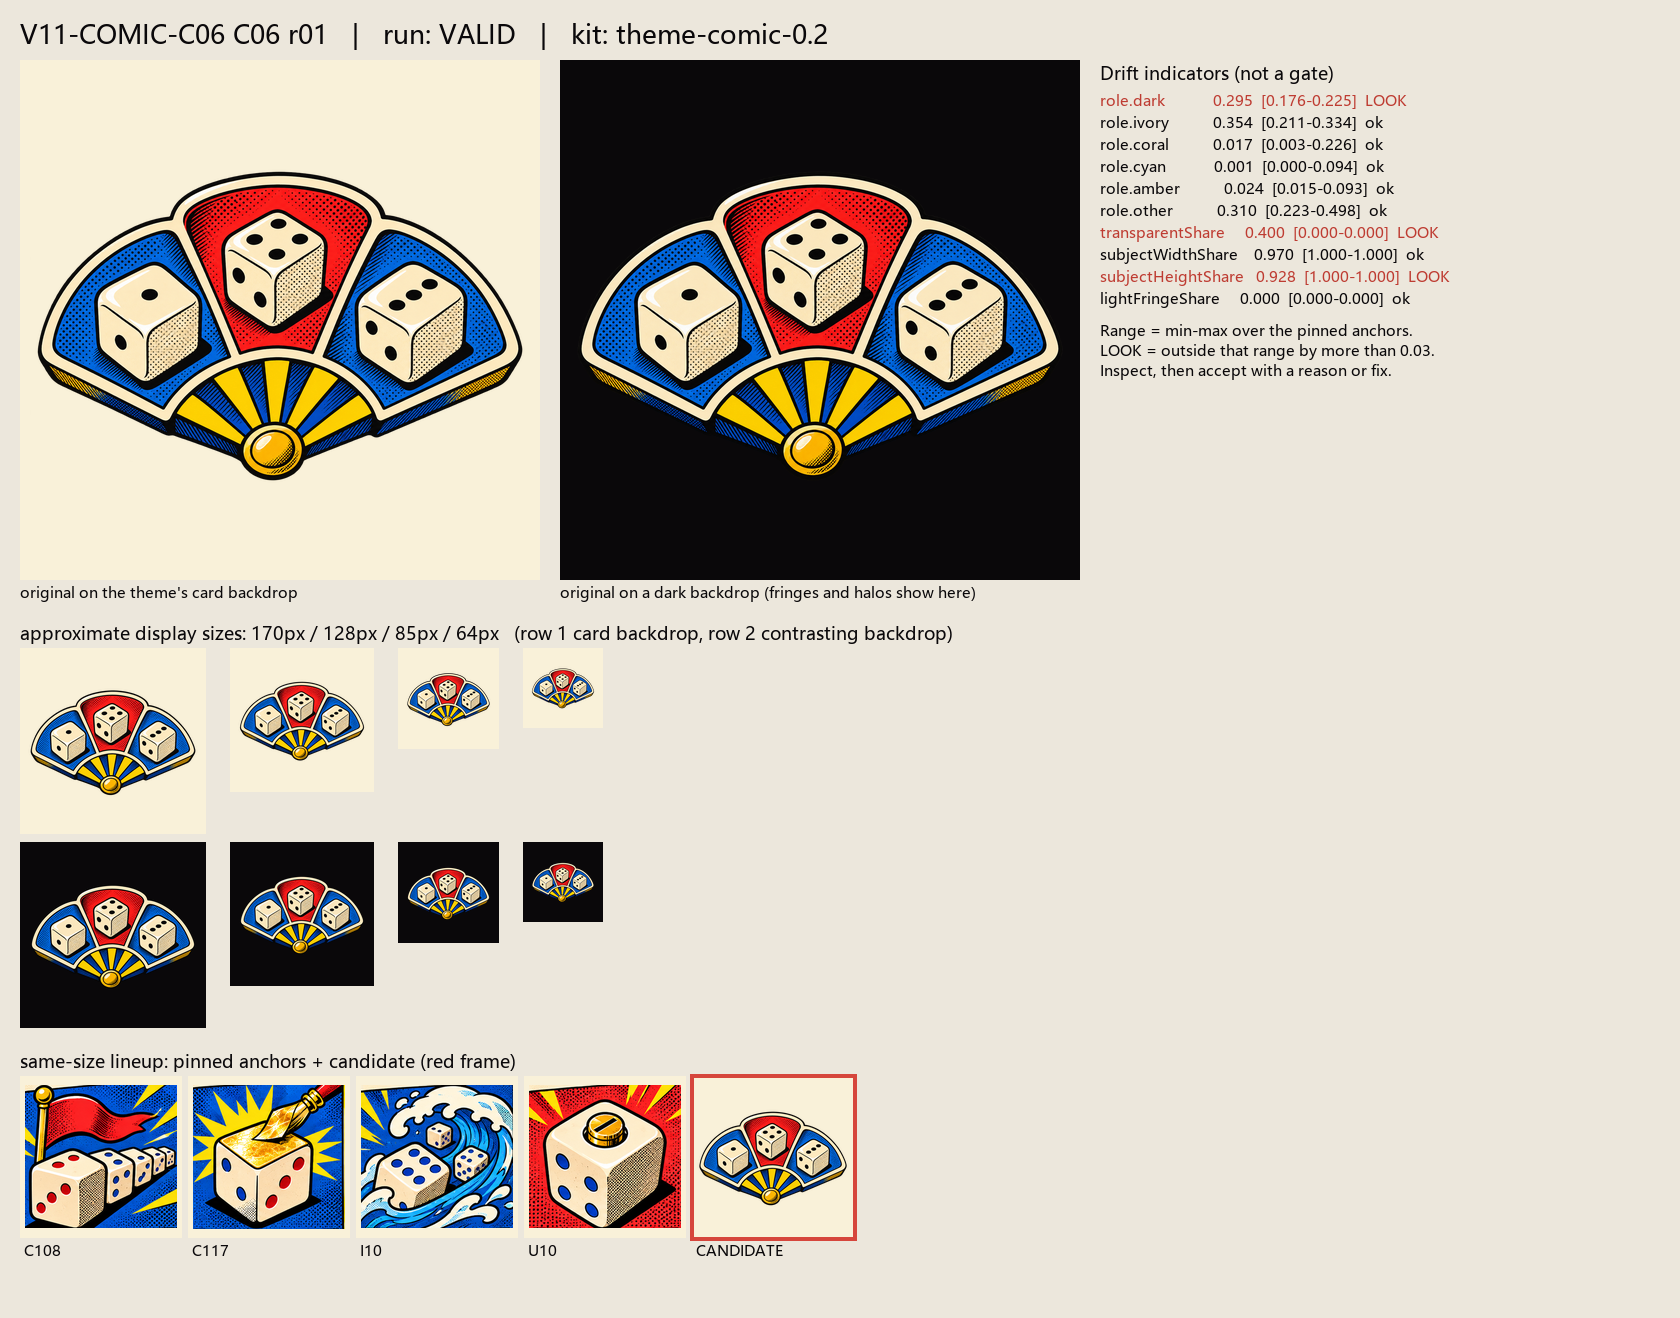 V11-COMIC-C06 C06 r01 | run: VALID | kit: theme-comic-0.2
original on the theme's card backdrop
original on a dark backdrop (fringes and halos show here)
Drift indicators (not a gate)
role.dark 0.295 [0.176-0.225] LOOK
role.ivory 0.354 [0.211-0.334] ok
role.coral 0.017 [0.003-0.226] ok
role.cyan 0.001 [0.000-0.094] ok
role.amber 0.024 [0.015-0.093] ok
role.other 0.310 [0.223-0.498] ok
transparentShare 0.400 [0.000-0.000] LOOK
subjectWidthShare 0.970 [1.000-1.000] ok
subjectHeightShare 0.928 [1.000-1.000] LOOK
lightFringeShare 0.000 [0.000-0.000] ok
Range = min-max over the pinned anchors.
LOOK = outside that range by more than 0.03.
Inspect, then accept with a reason or fix.
approximate display sizes: 170px / 128px / 85px / 64px (row 1 card backdrop, row 2 contrasting backdrop)
same-size lineup: pinned anchors + candidate (red frame)
C108
C117
I10
U10
CANDIDATE